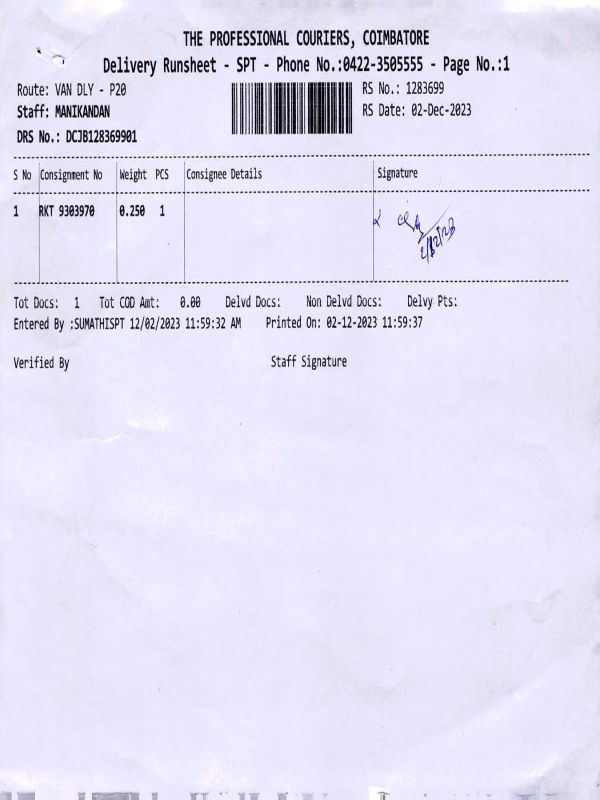 THE PROFESSIONAL COURIERS, COIMBATORE
Delivery Runsheet - SPT - Phone No.:0422-3505555 - Page No.:1
Route: VAN DLY - P20 RS No.: 1283699
Staff: MANIKANDAN RS Date: 02-Dec-2023
DRS No.: DCJB128369901
S No Consignment No Weight PCS Consignee Details Signature
1 RKT 9303970 0.250 1
2/12/23
Tot Docs: 1 Tot COD Amt: 0.00 Delvd Docs: Non Delvd Docs: Delvy Pts:
Entered By :SUMATHISPT 12/02/2023 11:59:32 AM Printed On: 02-12-2023 11:59:37
Verified By Staff Signature